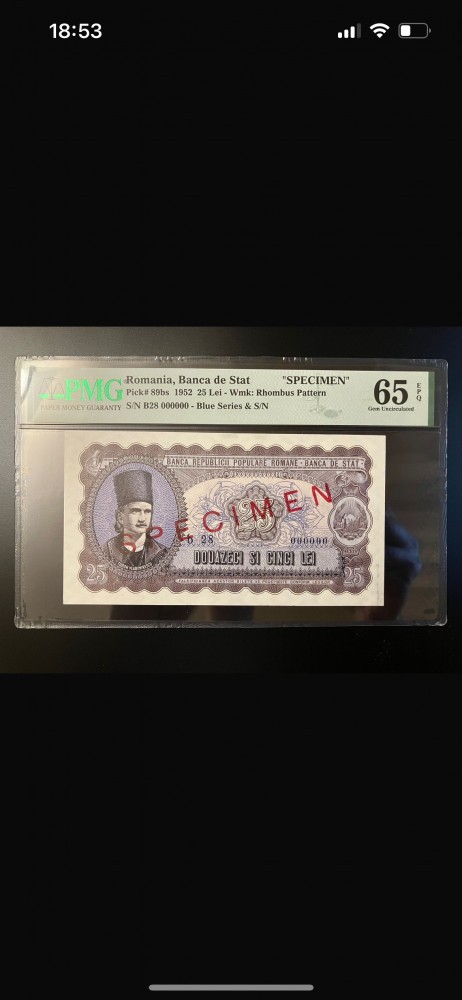 18:53
PMG
PAPER MONEY GUARANTY
Romania, Banca de Stat "SPECIMEN"
Pick# 89bs 1952 25 Lei - Wmk: Rhombus Pattern
S/N B28 000000 - Blue Series & S/N
65 EPQ
Gem Uncirculated
BANCA REPUBLICII POPULARE ROMANE - BANCA DE STAT
SPECIMEN
25
B 28 000000
DOUAZECI SI CINCI LEI
25 25